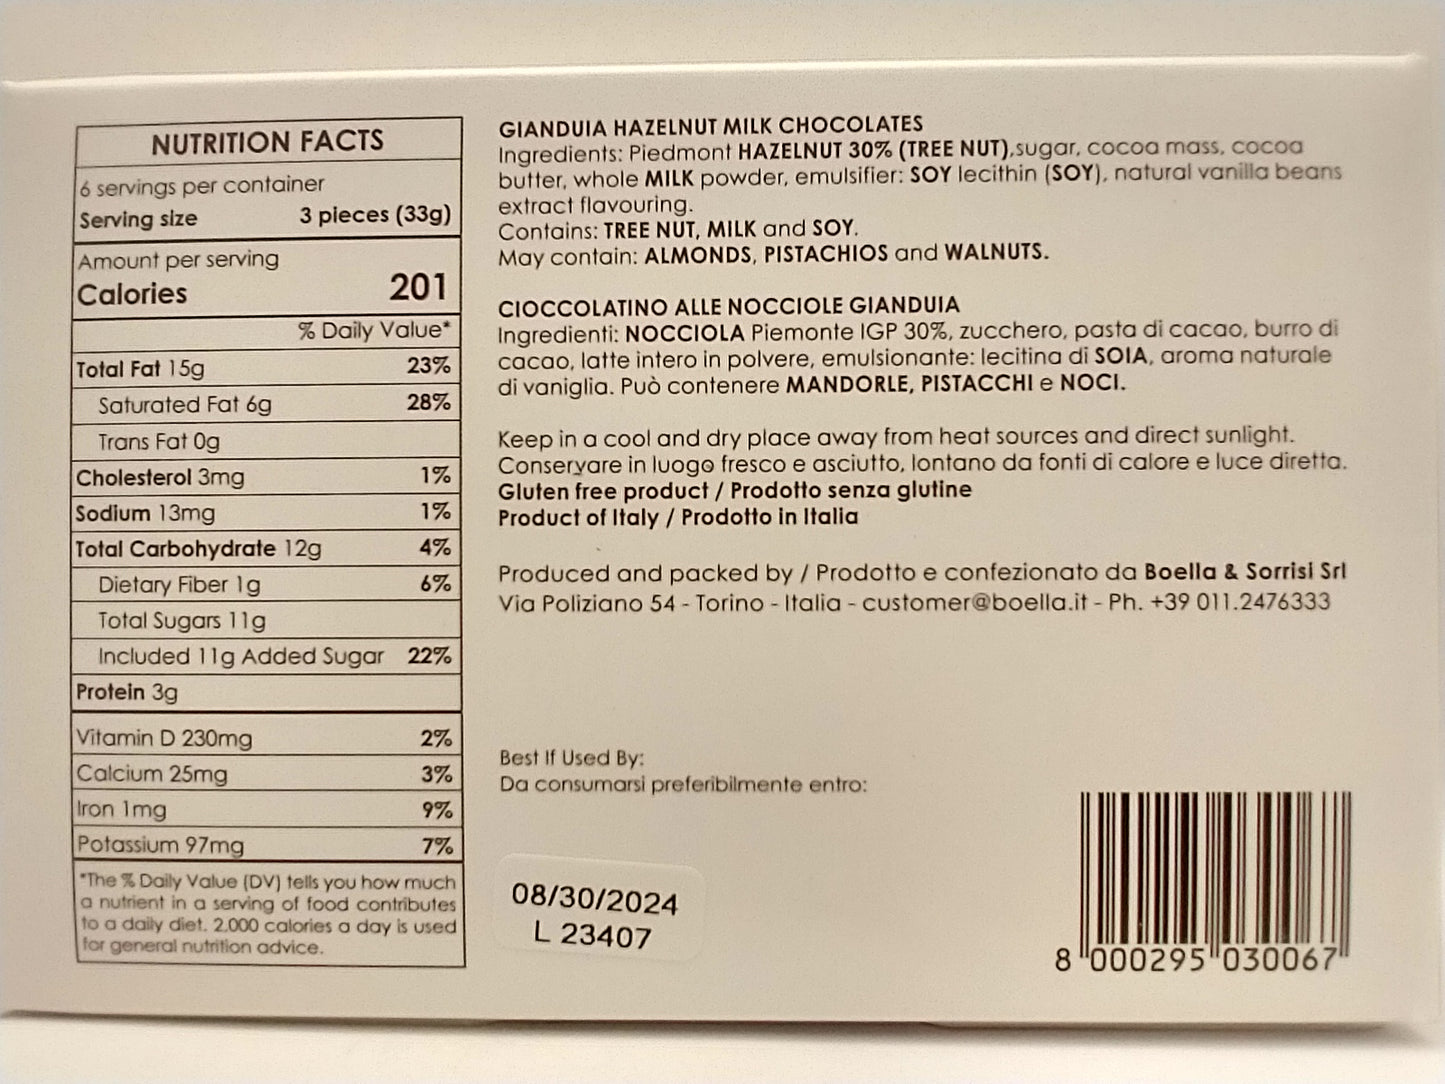 NUTRITION FACTS
6 servings per container
Serving size 3 pieces (33g)
Amount per serving
Calories 201
% Daily Value*
Total Fat 15g 23%
Saturated Fat 6g 28%
Trans Fat 0g
Cholesterol 3mg 1%
Sodium 13mg 1%
Total Carbohydrate 12g 4%
Dietary Fiber 1g 6%
Total Sugars 11g
Included 11g Added Sugar 22%
Protein 3g
Vitamin D 230mg 2%
Calcium 25mg 3%
Iron 1mg 9%
Potassium 97mg 7%
*The % Daily Value (DV) tells you how much
a nutrient in a serving of food contributes
to a daily diet. 2.000 calories a day is used
for general nutrition advice.
GIANDUIA HAZELNUT MILK CHOCOLATES
Ingredients: Piedmont HAZELNUT 30% (TREE NUT),sugar, cocoa mass, cocoa
butter, whole MILK powder, emulsifier: SOY lecithin (SOY), natural vanilla beans
extract flavouring.
Contains: TREE NUT, MILK and SOY.
May contain: ALMONDS, PISTACHIOS and WALNUTS.
CIOCCOLATINO ALLE NOCCIOLE GIANDUIA
Ingredienti: NOCCIOLA Piemonte IGP 30%, zucchero, pasta di cacao, burro di
cacao, latte intero in polvere, emulsionante: lecitina di SOIA, aroma naturale
di vaniglia. Può contenere MANDORLE, PISTACCHI e NOCI.
Keep in a cool and dry place away from heat sources and direct sunlight.
Conservare in luogo fresco e asciutto, lontano da fonti di calore e luce diretta.
Gluten free product / Prodotto senza glutine
Product of Italy / Prodotto in Italia
Produced and packed by / Prodotto e confezionato da Boella & Sorrisi Srl
Via Poliziano 54 - Torino - Italia - customer@boella.it - Ph. +39 011.2476333
Best If Used By:
Da consumarsi preferibilmente entro:
08/30/2024
L 23407
8 000295 030067